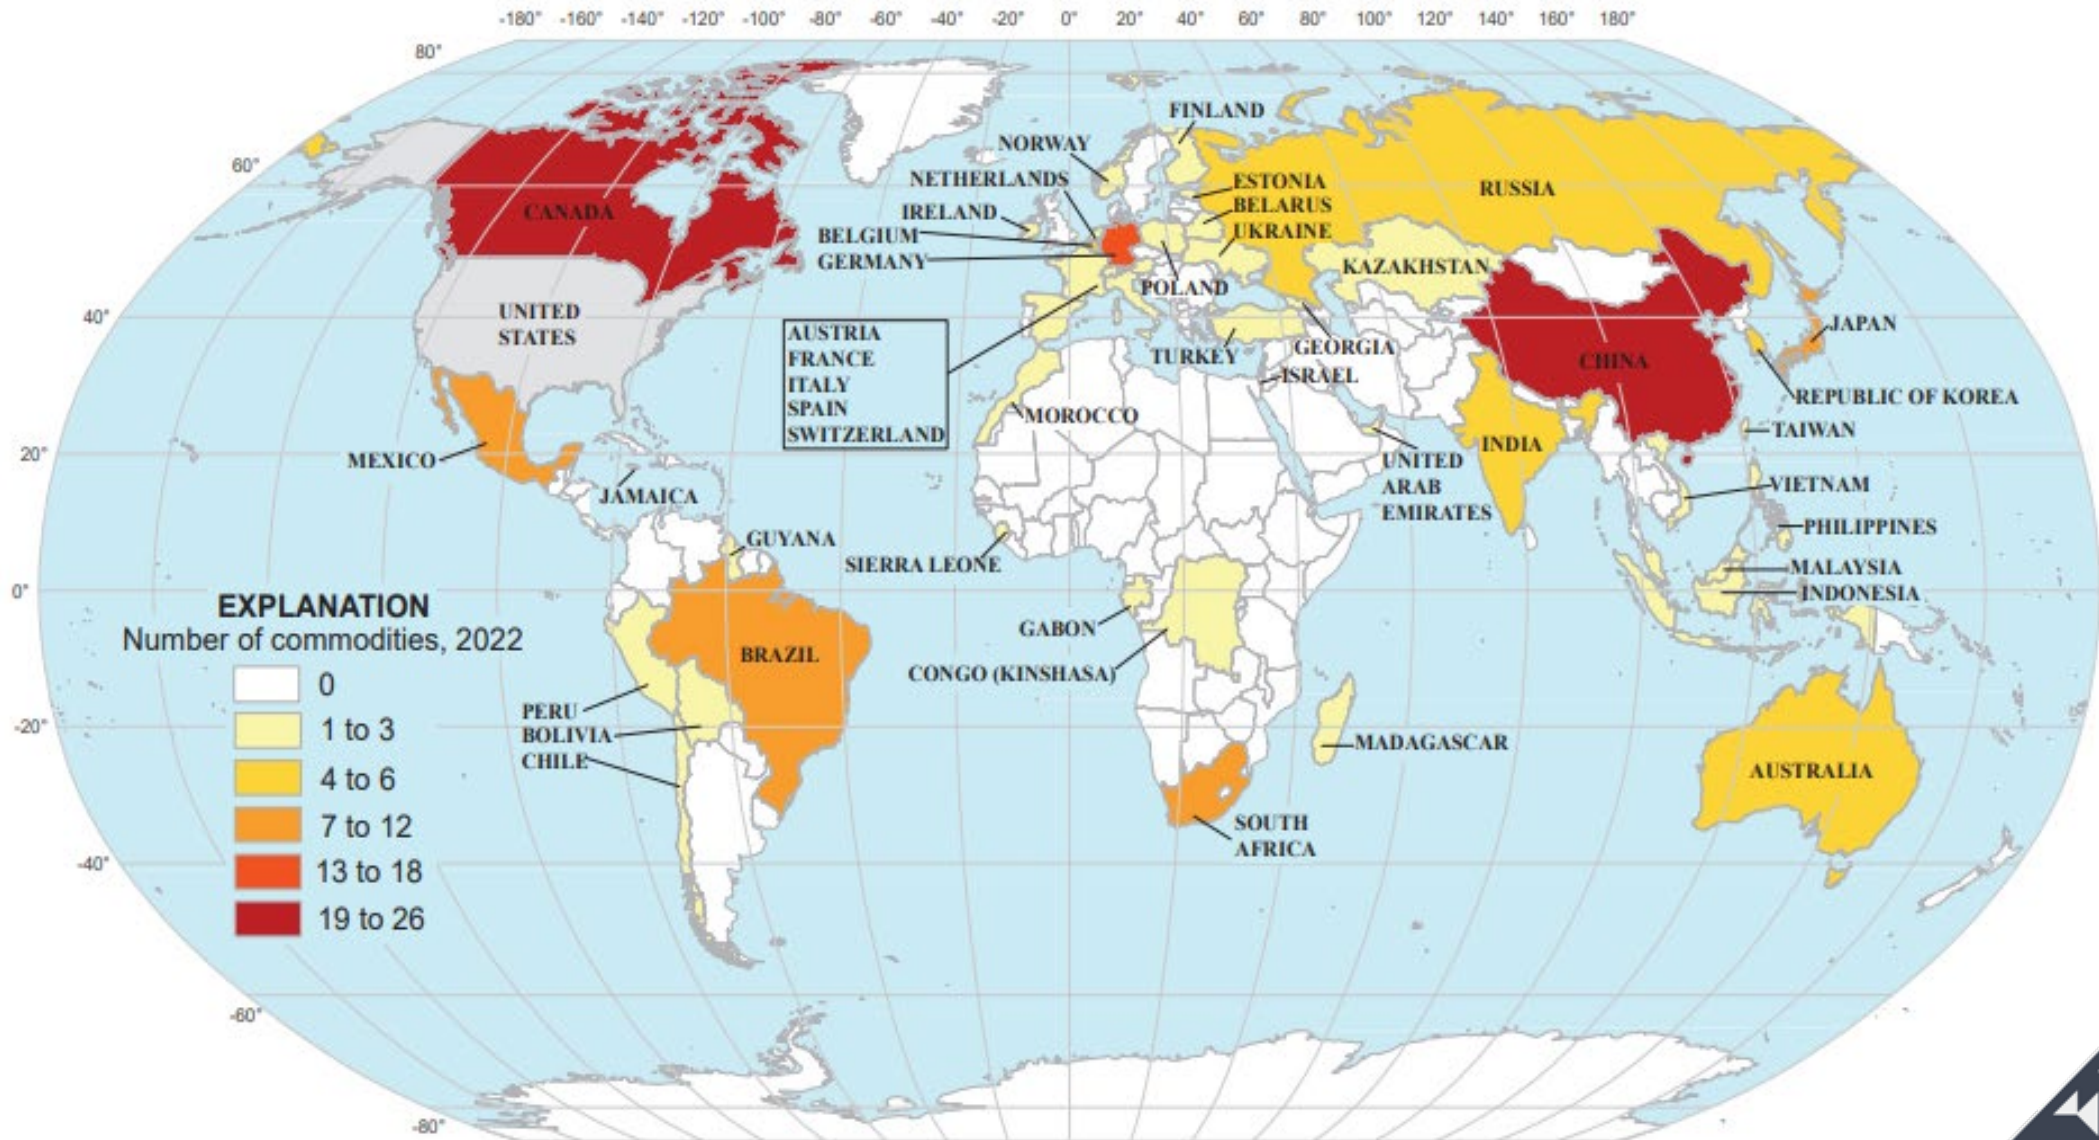 -180° -160° -140° -120° -100° -80° -60° -40° -20° 0° 20° 40° 60° 80° 100° 120° 140° 160° 180°
80°
FINLAND
NORWAY
60°
NETHERLANDS
ESTONIA
RUSSIA
BELARUS
CANADA
IRELAND
UKRAINE
BELGIUM
GERMANY
KAZAKHSTAN
POLAND
UNITED
STATES
40°
JAPAN
AUSTRIA
FRANCE
ITALY
SPAIN
SWITZERLAND
TURKEY
GEORGIA
ISRAEL
CHINA
REPUBLIC OF KOREA
MOROCCO
TAIWAN
INDIA
20°
MEXICO
UNITED
ARAB
EMIRATES
JAMAICA
VIETNAM
PHILIPPINES
GUYANA
SIERRA LEONE
MALAYSIA
INDONESIA
0°
EXPLANATION
Number of commodities, 2022
0
1 to 3
4 to 6
7 to 12
13 to 18
19 to 26
GABON
BRAZIL
CONGO (KINSHASA)
PERU
BOLIVIA
CHILE
-20°
MADAGASCAR
AUSTRALIA
SOUTH
AFRICA
-40°
-60°
-80°